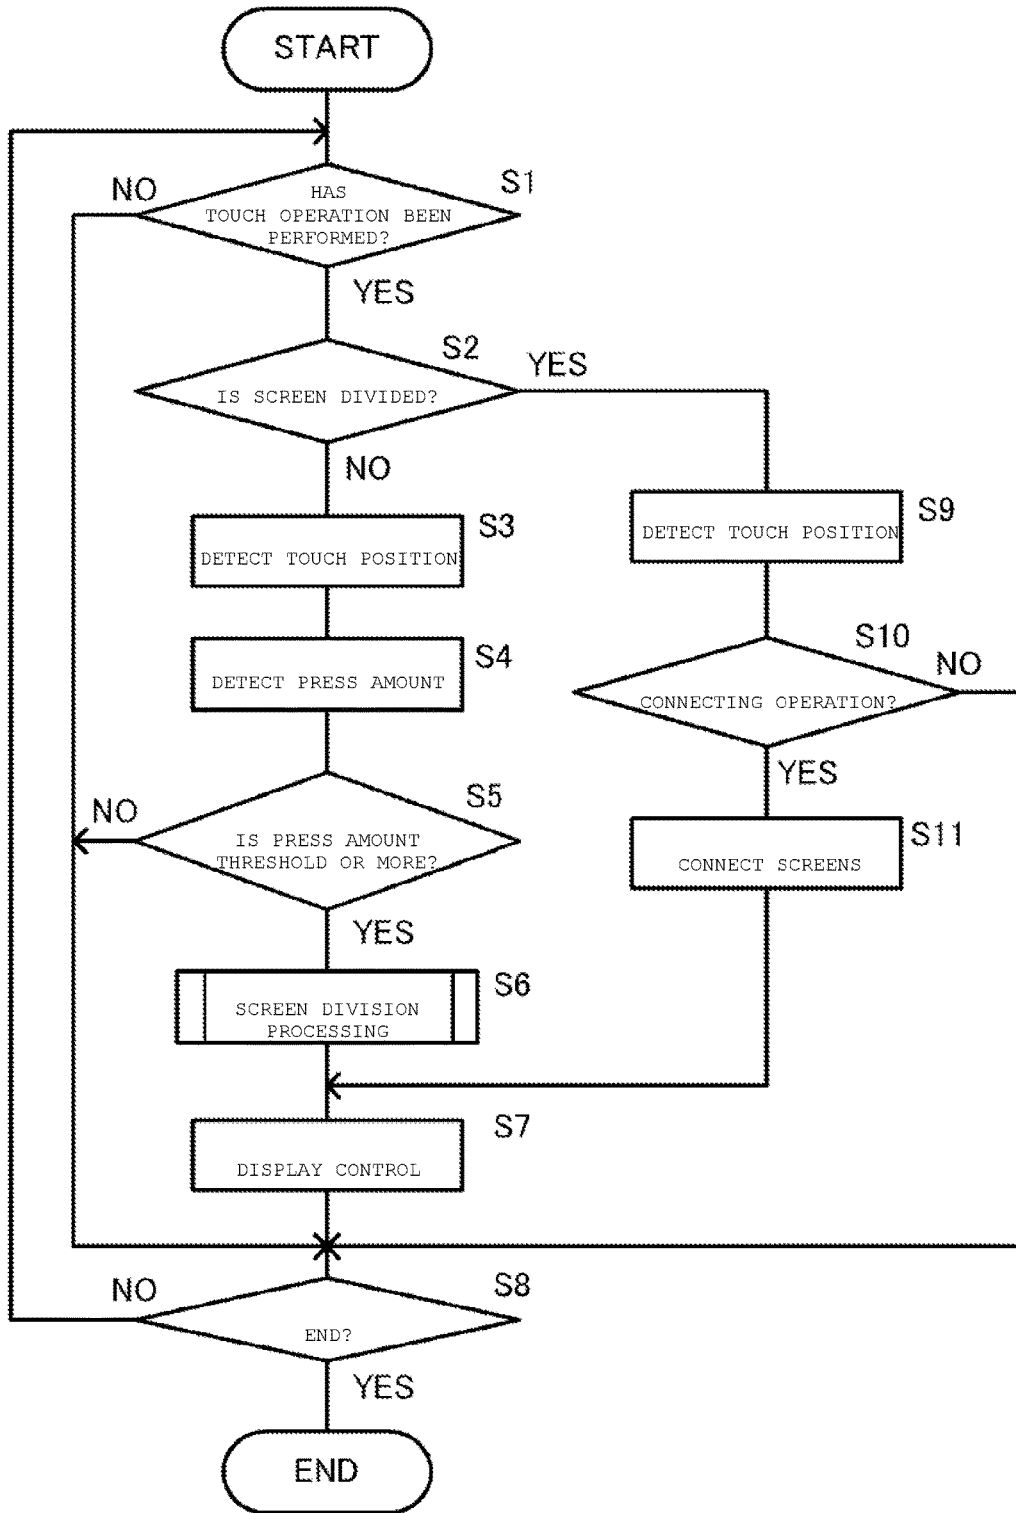 START
NO
S1
HAS
TOUCH OPERATION BEEN
PERFORMED?
YES
S2
YES
IS SCREEN DIVIDED?
NO
S3
DETECT TOUCH POSITION
S9
DETECT TOUCH POSITION
S4
DETECT PRESS AMOUNT
S10
NO
CONNECTING OPERATION?
YES
S5
NO
IS PRESS AMOUNT
THRESHOLD OR MORE?
YES
S11
CONNECT SCREENS
S6
SCREEN DIVISION
PROCESSING
S7
DISPLAY CONTROL
NO
S8
END?
YES
END